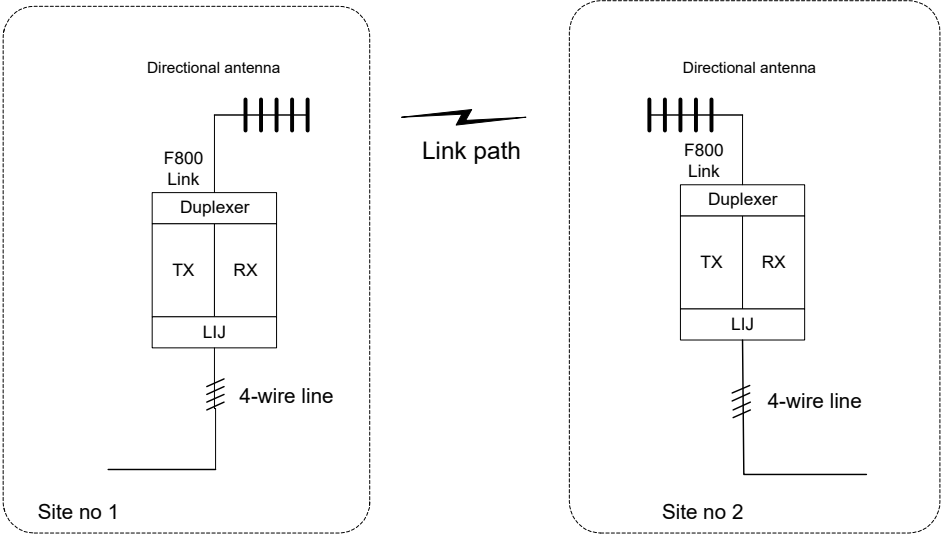 Directional antenna
F800
Link
Duplexer
TX
RX
LIJ
4-wire line
Site no 1
Link path
Directional antenna
F800
Link
Duplexer
TX
RX
LIJ
4-wire line
Site no 2